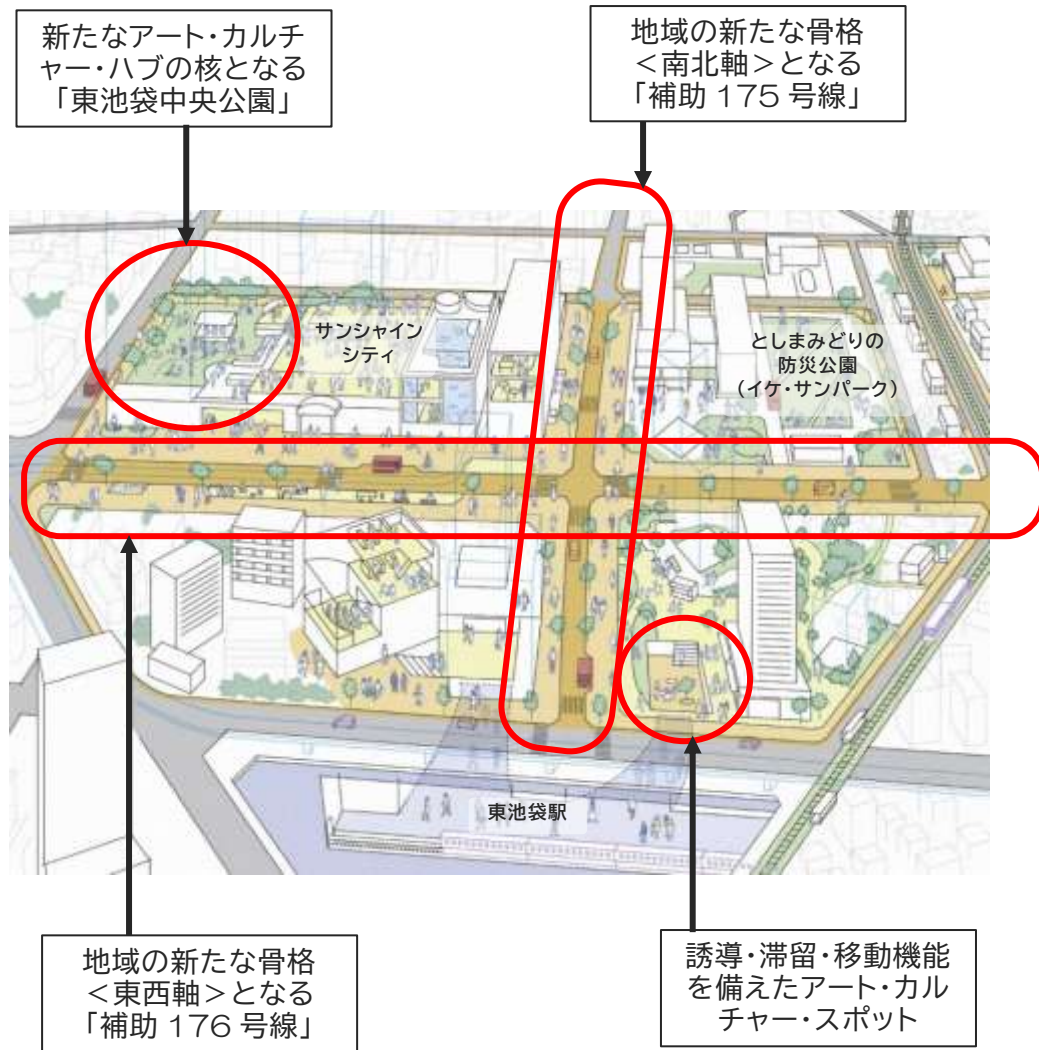 新たなアート・カルチ
ャー・ハブの核となる
「東池袋中央公園」
地域の新たな骨格
＜南北軸＞となる
「補助 175 号線」
サンシャイン
シティ
としまみどりの
防災公園
（イケ・サンパーク）
東池袋駅
地域の新たな骨格
＜東西軸＞となる
「補助 176 号線」
誘導・滞留・移動機能
を備えたアート・カル
チャー・スポット